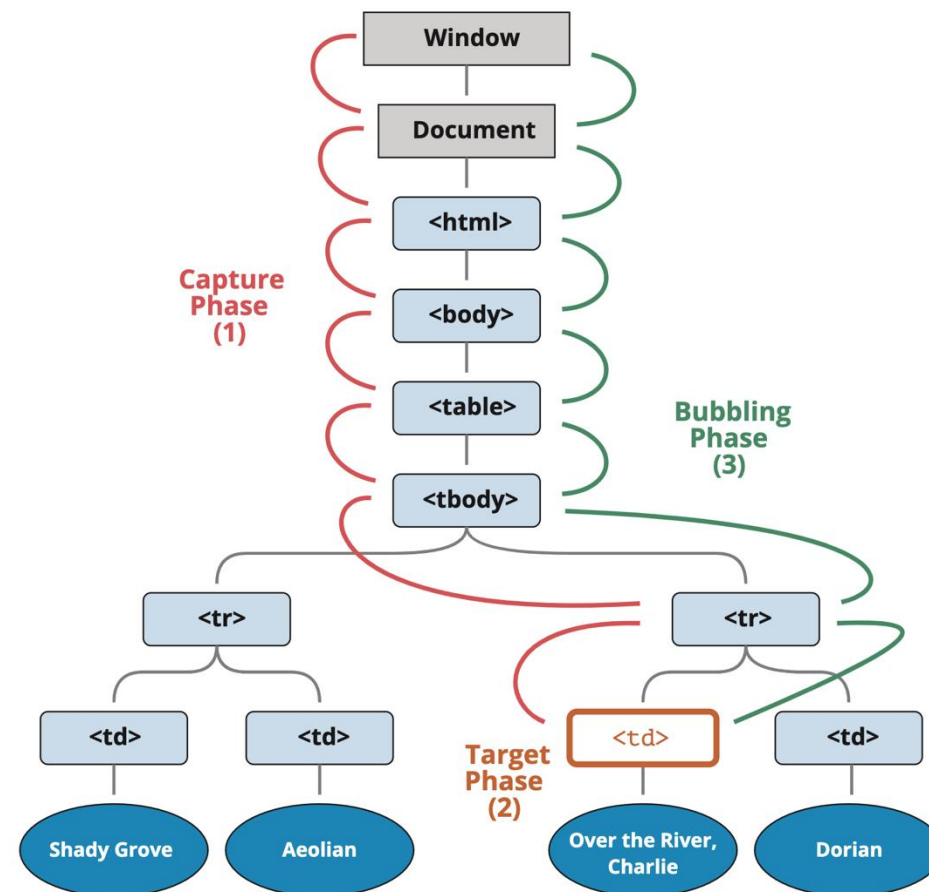 Window
Document
<html>
Capture
Phase
(1)
<body>
<table>
Bubbling
Phase
(3)
<tbody>
<tr>
<tr>
<td>
<td>
Target
Phase
(2)
<td>
<td>
Shady Grove
Aeolian
Over the River,
Charlie
Dorian